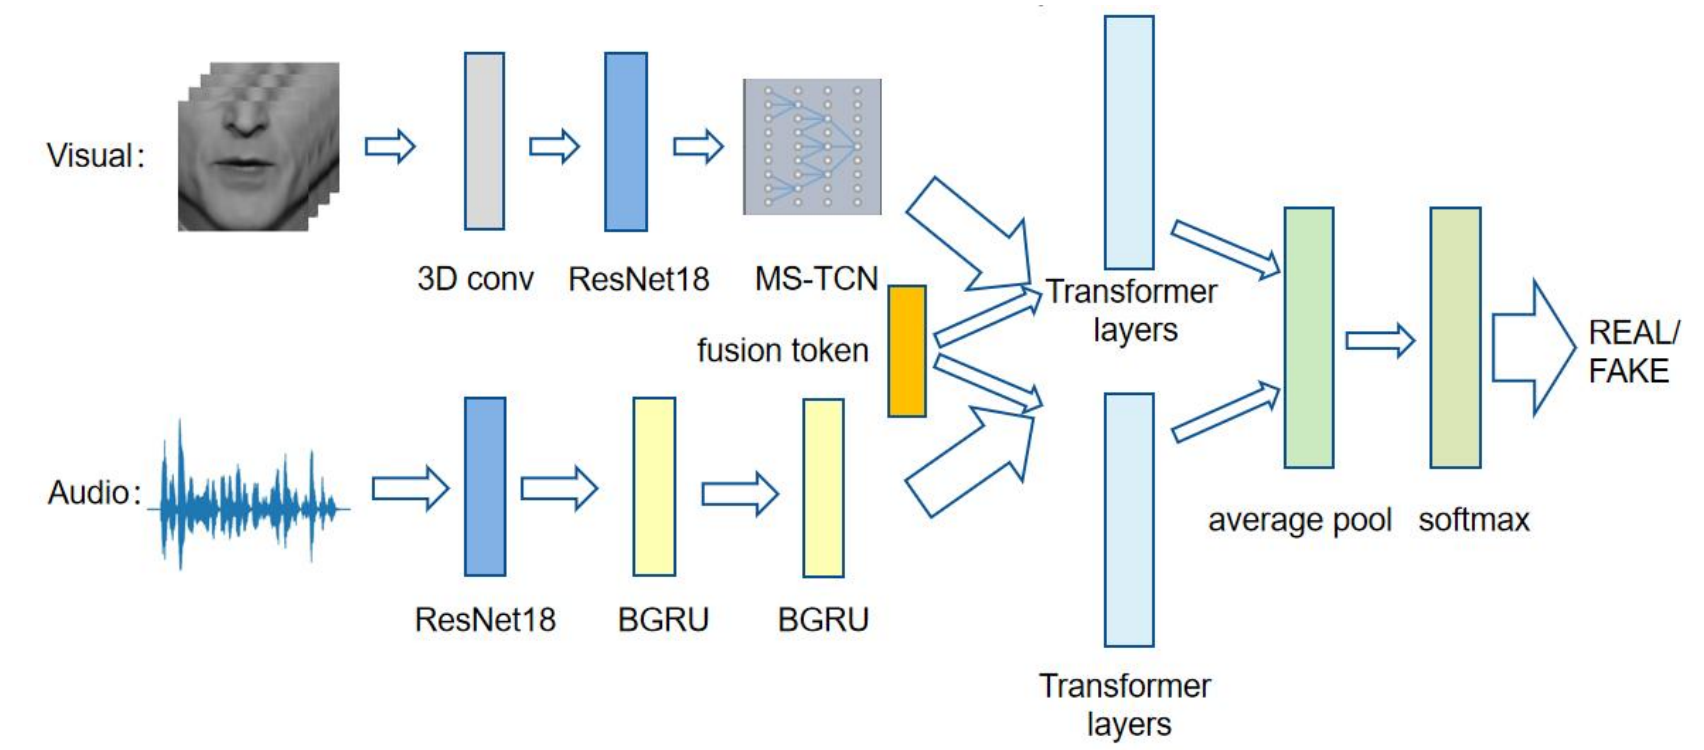 Visual:
3D conv
ResNet18
MS-TCN
fusion token
Transformer
layers
Audio:
ResNet18
BGRU
BGRU
Transformer
layers
average pool
softmax
REAL/
FAKE